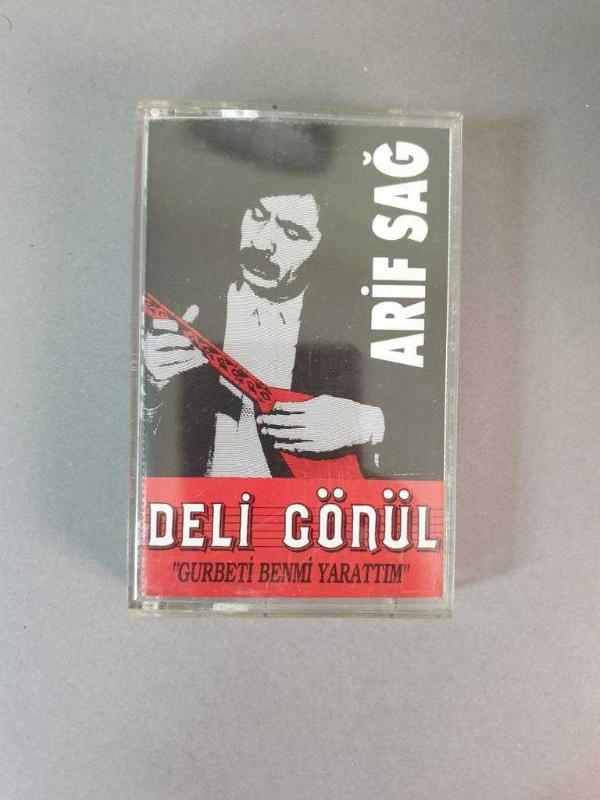 ARİF SAĞ
DELİ GÖNÜL
"GURBETİ BENMİ YARATTIM"